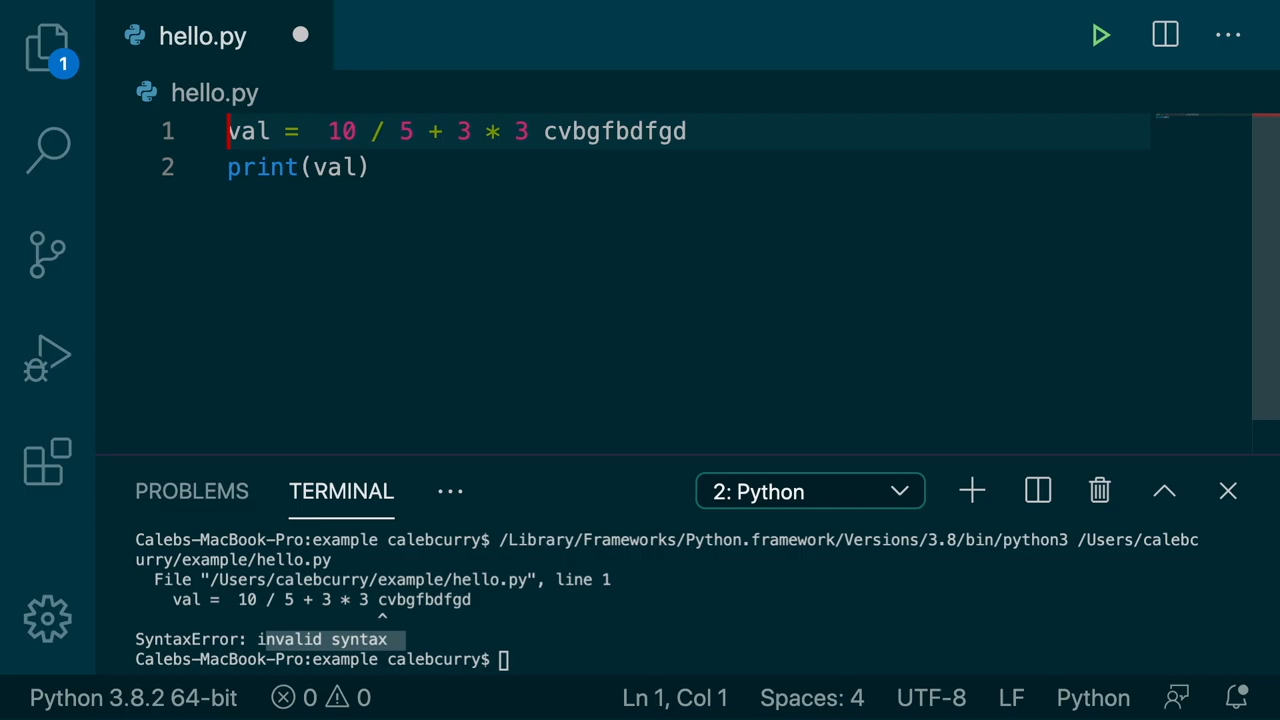 hello.py
1
hello.py
1 val =  10 / 5 + 3 * 3 cvbgfbdfgd
2 print(val)
PROBLEMS TERMINAL ··· 2: Python
Calebs-MacBook-Pro:example calebcurry$ /Library/Frameworks/Python.framework/Versions/3.8/bin/python3 /Users/calebc
urry/example/hello.py
  File "/Users/calebcurry/example/hello.py", line 1
    val =  10 / 5 + 3 * 3 cvbgfbdfgd
                          ^
SyntaxError: invalid syntax
Calebs-MacBook-Pro:example calebcurry$
Python 3.8.2 64-bit 0 0 Ln 1, Col 1 Spaces: 4 UTF-8 LF Python